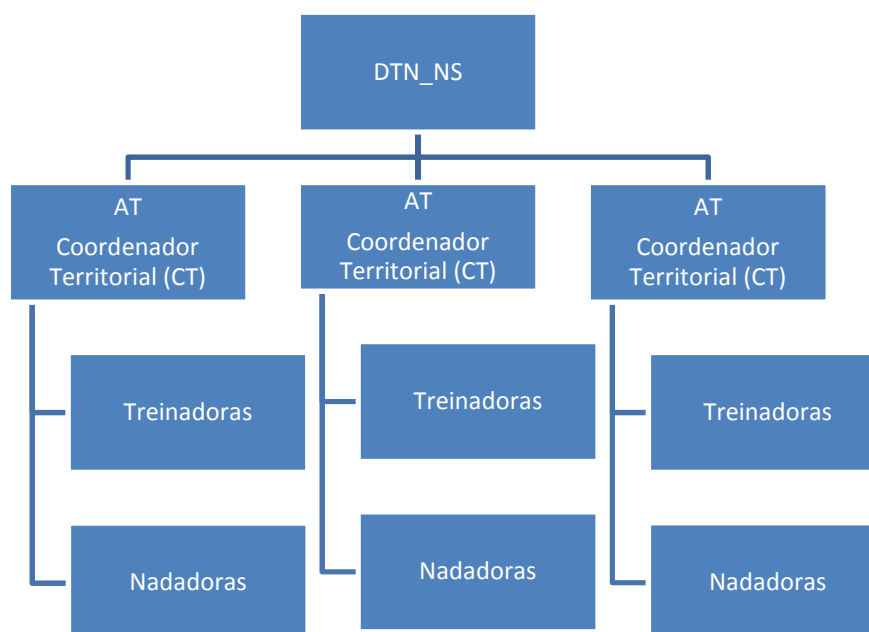 DTN_NS
AT
Coordenador
Territorial (CT)
AT
Coordenador
Territorial (CT)
AT
Coordenador
Territorial (CT)
Treinadoras
Treinadoras
Treinadoras
Nadadoras
Nadadoras
Nadadoras